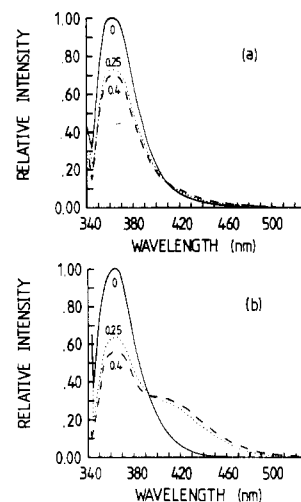 RELATIVE INTENSITY
1.00
.80
.60
.40
.20
0.00
0
0.25
0.4
(a)
340 380 420 460 500
WAVELENGTH (nm)
RELATIVE INTENSITY
1.00
.80
.60
.40
.20
0.00
0
0.25
0.4
(b)
340 380 420 460 500
WAVELENGTH (nm)